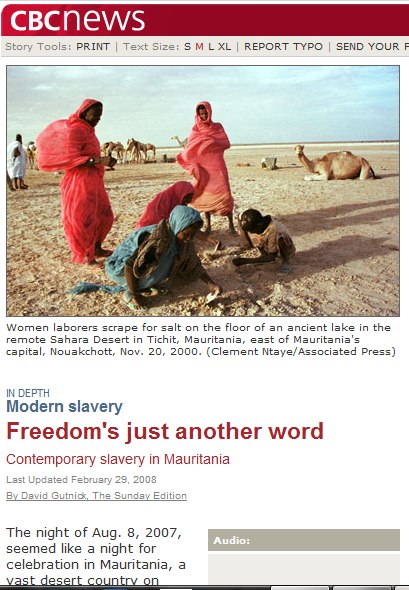 CBCnews
Story Tools: PRINT | Text Size: S M L XL | REPORT TYPO | SEND YOUR F
Women laborers scrape for salt on the floor of an ancient lake in the
remote Sahara Desert in Tichit, Mauritania, east of Mauritania's
capital, Nouakchott, Nov. 20, 2000. (Clement Ntaye/Associated Press)
IN DEPTH
Modern slavery
Freedom's just another word
Contemporary slavery in Mauritania
Last Updated February 29, 2008
By David Gutnick, The Sunday Edition
The night of Aug. 8, 2007,
seemed like a night for
celebration in Mauritania, a
vast desert country on
Audio: